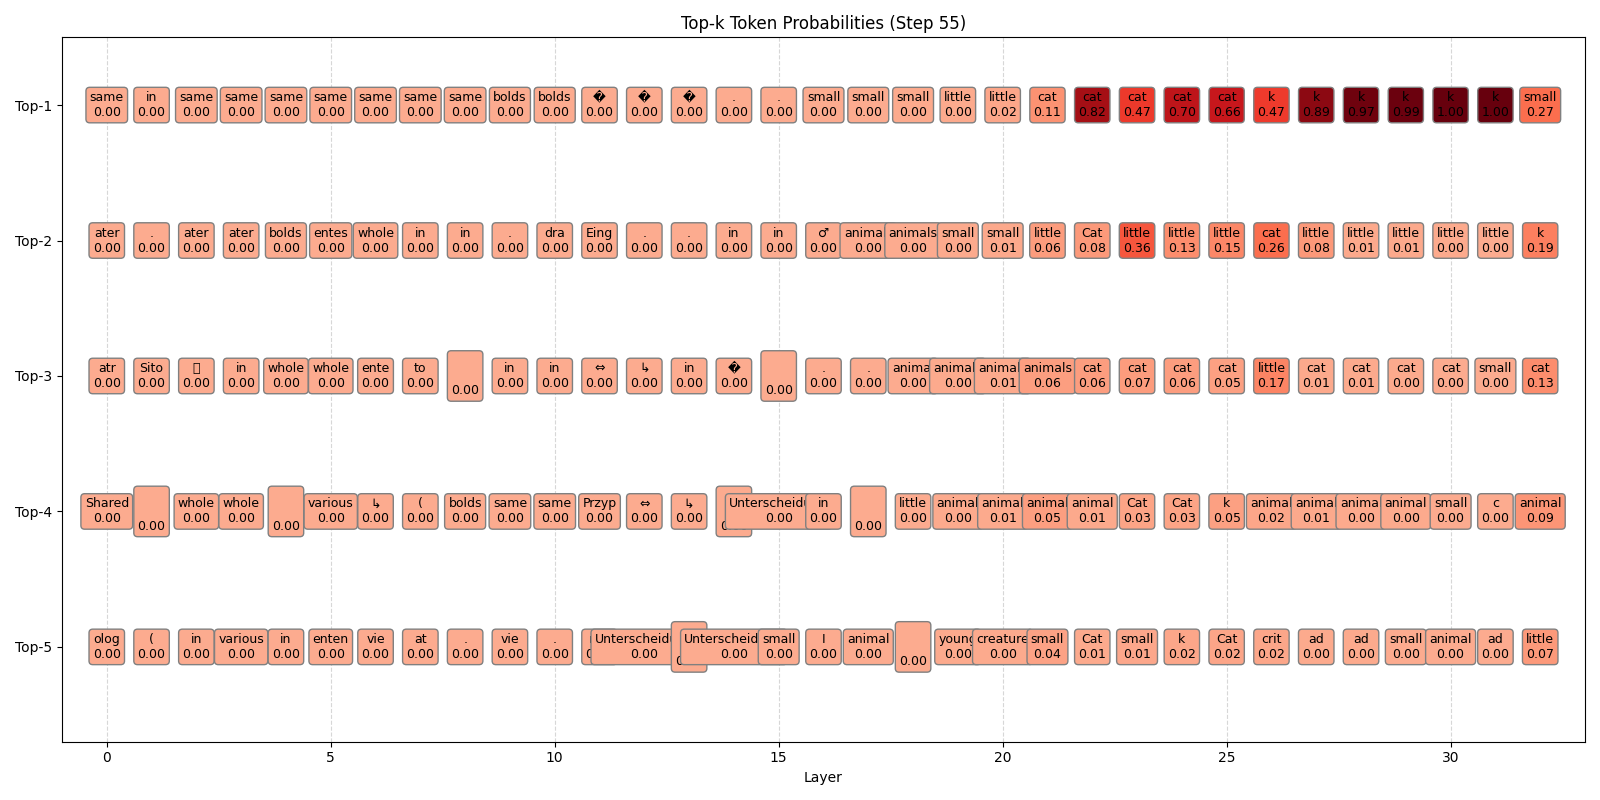 Top-k Token Probabilities (Step 55)
Top-1
same in same same same same same same same bolds bolds � � � . . small small small little little cat cat cat cat cat k k k k k k small
0.00 0.00 0.00 0.00 0.00 0.00 0.00 0.00 0.00 0.00 0.00 0.00 0.00 0.00 0.00 0.00 0.00 0.00 0.00 0.00 0.02 0.11 0.82 0.47 0.70 0.66 0.47 0.89 0.97 0.99 1.00 1.00 0.27
Top-2
ater . ater ater bolds entes whole in in . dra Eing . . in in ♂ anima animals small small little Cat little little little cat little little little little little k
0.00 0.00 0.00 0.00 0.00 0.00 0.00 0.00 0.00 0.00 0.00 0.00 0.00 0.00 0.00 0.00 0.00 0.00 0.00 0.00 0.01 0.06 0.08 0.36 0.13 0.15 0.26 0.08 0.01 0.01 0.00 0.00 0.19
Top-3
atr Sito in whole whole ente to in in ⇔ ↳ in � . . anima animal animal animals cat cat cat cat little cat cat cat cat small cat
0.00 0.00 0.00 0.00 0.00 0.00 0.00 0.00 0.00 0.00 0.00 0.00 0.00 0.00 0.00 0.00 0.00 0.00 0.00 0.00 0.01 0.06 0.06 0.07 0.06 0.05 0.17 0.01 0.01 0.00 0.00 0.00 0.13
Top-4
Shared whole whole various ↳ ( bolds same same Przyp ⇔ ↳ Unterscheid in little animal animal animal animal Cat Cat k animal animal animal animal small c animal
0.00 0.00 0.00 0.00 0.00 0.00 0.00 0.00 0.00 0.00 0.00 0.00 0.00 0.00 0.00 0.00 0.00 0.00 0.00 0.01 0.05 0.01 0.03 0.03 0.05 0.02 0.01 0.00 0.00 0.00 0.00 0.09
Top-5
olog ( in various in enten vie at . vie . Unterscheid Unterscheid small I animal young creature small Cat small k Cat crit ad ad small animal ad little
0.00 0.00 0.00 0.00 0.00 0.00 0.00 0.00 0.00 0.00 0.00 0.00 0.00 0.00 0.00 0.00 0.00 0.00 0.00 0.04 0.01 0.01 0.02 0.02 0.02 0.00 0.00 0.00 0.00 0.00 0.07
0 5 10 15 20 25 30
Layer